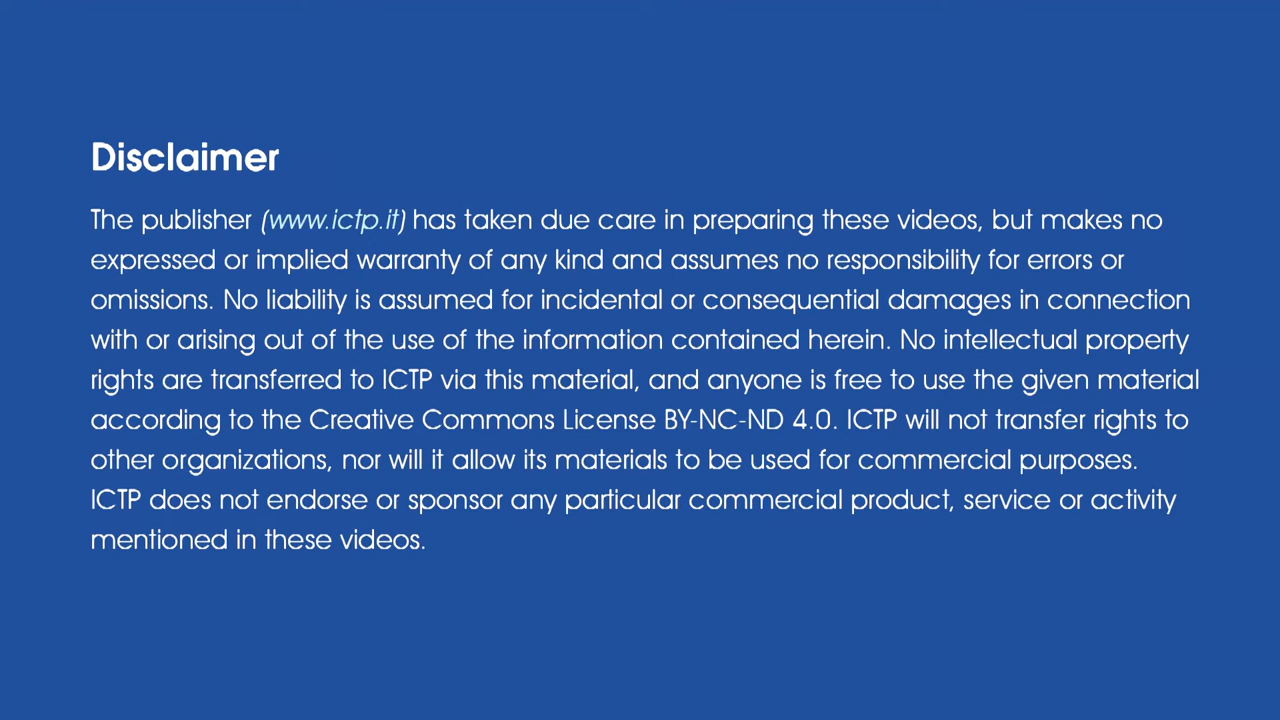 Disclaimer
The publisher (www.ictp.it) has taken due care in preparing these videos, but makes no
expressed or implied warranty of any kind and assumes no responsibility for errors or
omissions. No liability is assumed for incidental or consequential damages in connection
with or arising out of the use of the information contained herein. No intellectual property
rights are transferred to ICTP via this material, and anyone is free to use the given material
according to the Creative Commons License BY-NC-ND 4.0. ICTP will not transfer rights to
other organizations, nor will it allow its materials to be used for commercial purposes.
ICTP does not endorse or sponsor any particular commercial product, service or activity
mentioned in these videos.